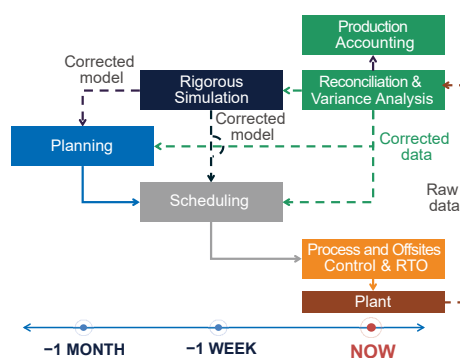 Production
Accounting
Corrected
model
Rigorous
Simulation
Reconciliation &
Variance Analysis
Corrected
model
Planning
Corrected
data
Scheduling
Raw
data
Process and Offsites
Control & RTO
Plant
−1 MONTH
−1 WEEK
NOW